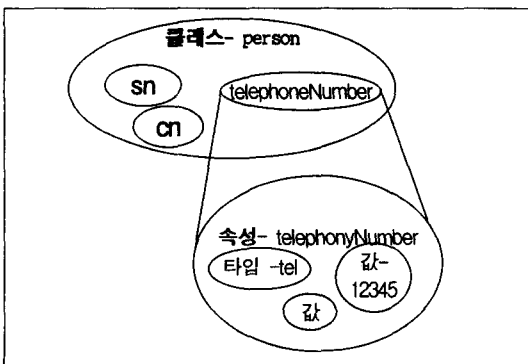 클래스- person
sn
telephoneNumber
cn
속성- telephonyNumber
타입 -tel
값-
12345
값